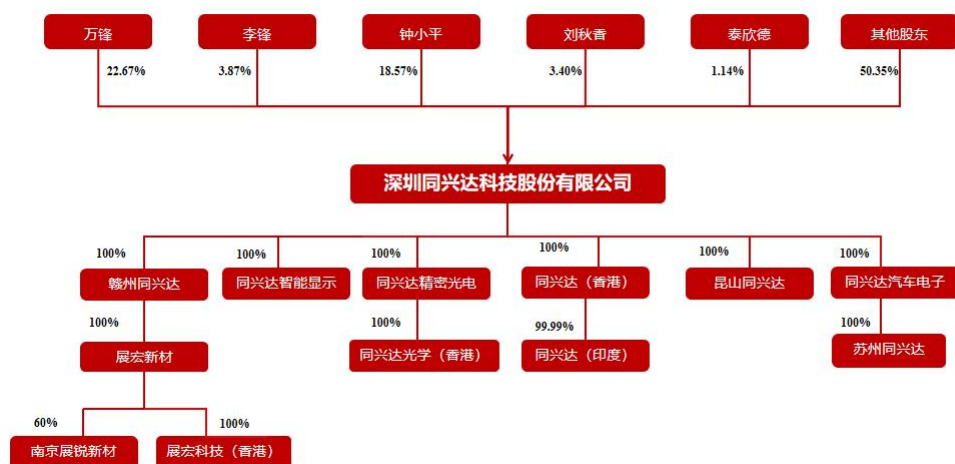 万锋
李锋
钟小平
刘秋香
泰欣德
其他股东
22.67%
3.87%
18.57%
3.40%
1.14%
50.35%
深圳同兴达科技股份有限公司
100%
100%
100%
100%
100%
100%
赣州同兴达
同兴达智能显示
同兴达精密光电
同兴达（香港）
昆山同兴达
同兴达汽车电子
100%
100%
99.99%
100%
展宏新材
同兴达光学（香港）
同兴达（印度）
苏州同兴达
60%
100%
南京展锐新材
展宏科技（香港）